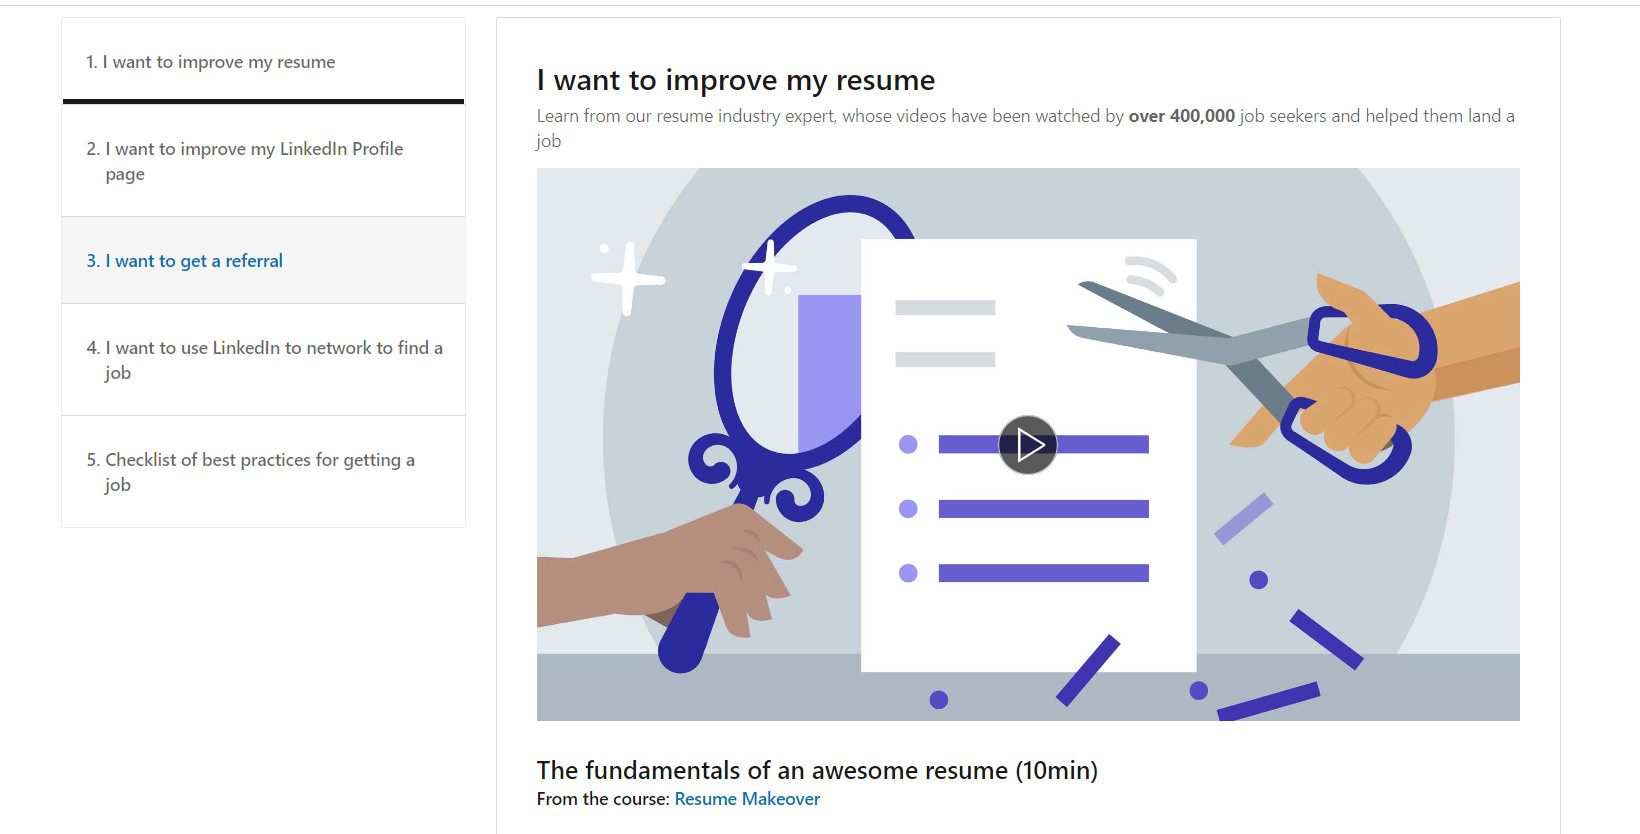 1. I want to improve my resume
2. I want to improve my LinkedIn Profile
page
3. I want to get a referral
4. I want to use LinkedIn to network to find a
job
5. Checklist of best practices for getting a
job
I want to improve my resume
Learn from our resume industry expert, whose videos have been watched by over 400,000 job seekers and helped them land a
job
The fundamentals of an awesome resume (10min)
From the course: Resume Makeover